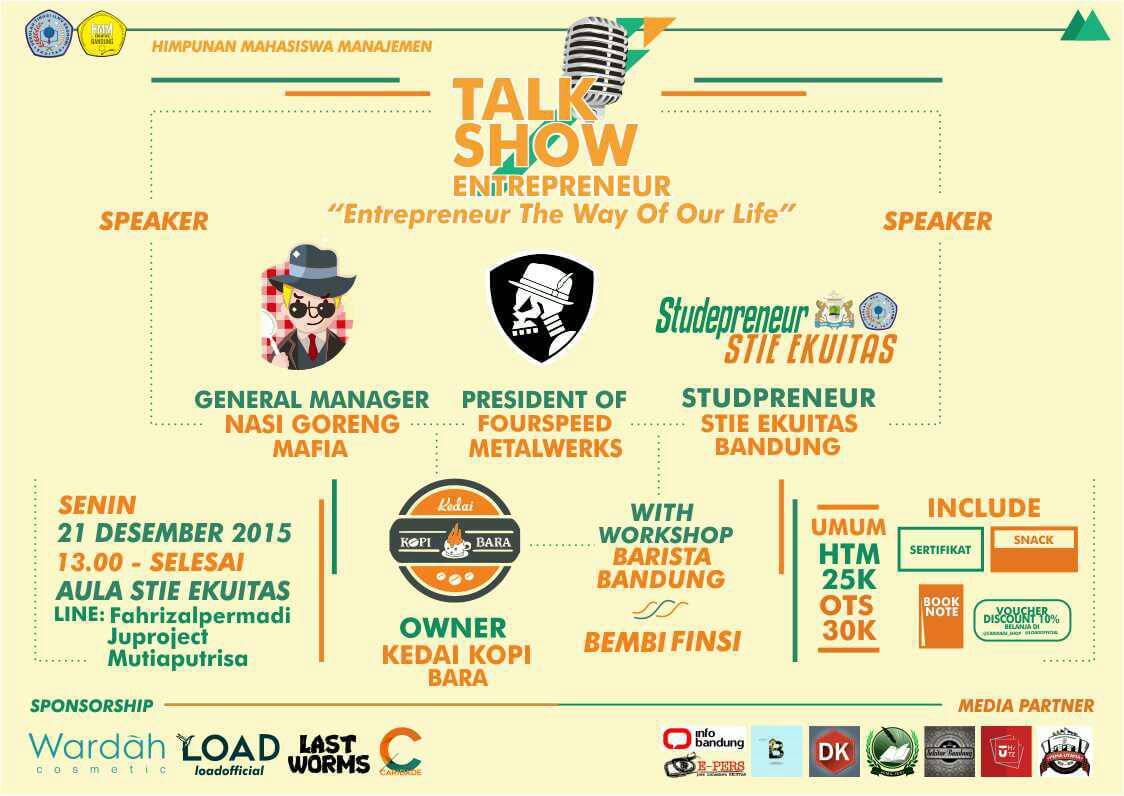 HIMPUNAN MAHASISWA MANAJEMEN
TALK
SHOW
ENTREPRENEUR
“Entrepreneur The Way Of Our Life”
SPEAKER
SPEAKER
Studepreneur
STIE EKUITAS
GENERAL MANAGER
NASI GORENG
MAFIA
PRESIDENT OF
FOURSPEED
METALWERKS
STUDPRENEUR
STIE EKUITAS
BANDUNG
SENIN
21 DESEMBER 2015
13.00 - SELESAI
AULA STIE EKUITAS
LINE: Fahrizalpermadi
Juproject
Mutiaputrisa
Kedai
KOPI BARA
OWNER
KEDAI KOPI
BARA
WITH
WORKSHOP
BARISTA
BANDUNG
BEMBI FINSI
UMUM
HTM
25K
OTS
30K
INCLUDE
SERTIFIKAT
SNACK
BOOK
NOTE
VOUCHER
DISCOUNT 10%
BELANJA DI
SPONSORSHIP
MEDIA PARTNER
Wardah
cosmetic
LOAD
loadofficial
LAST
WORMS
info
bandung
E-PERS
B
DK